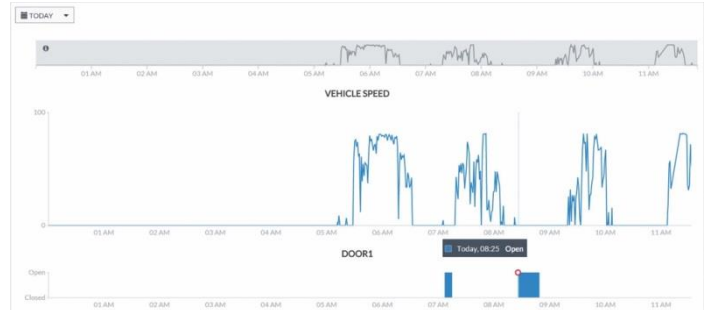 TODAY
01 AM 02 AM 03 AM 04 AM 05 AM 06 AM 07 AM 08 AM 09 AM 10 AM 11 AM
VEHICLE SPEED
100
0
01 AM 02 AM 03 AM 04 AM 05 AM 06 AM 07 AM 08 AM 09 AM 10 AM 11 AM
Today, 08:25 Open
DOOR1
Open
Closed
01 AM 02 AM 03 AM 04 AM 05 AM 06 AM 07 AM 08 AM 09 AM 10 AM 11 AM